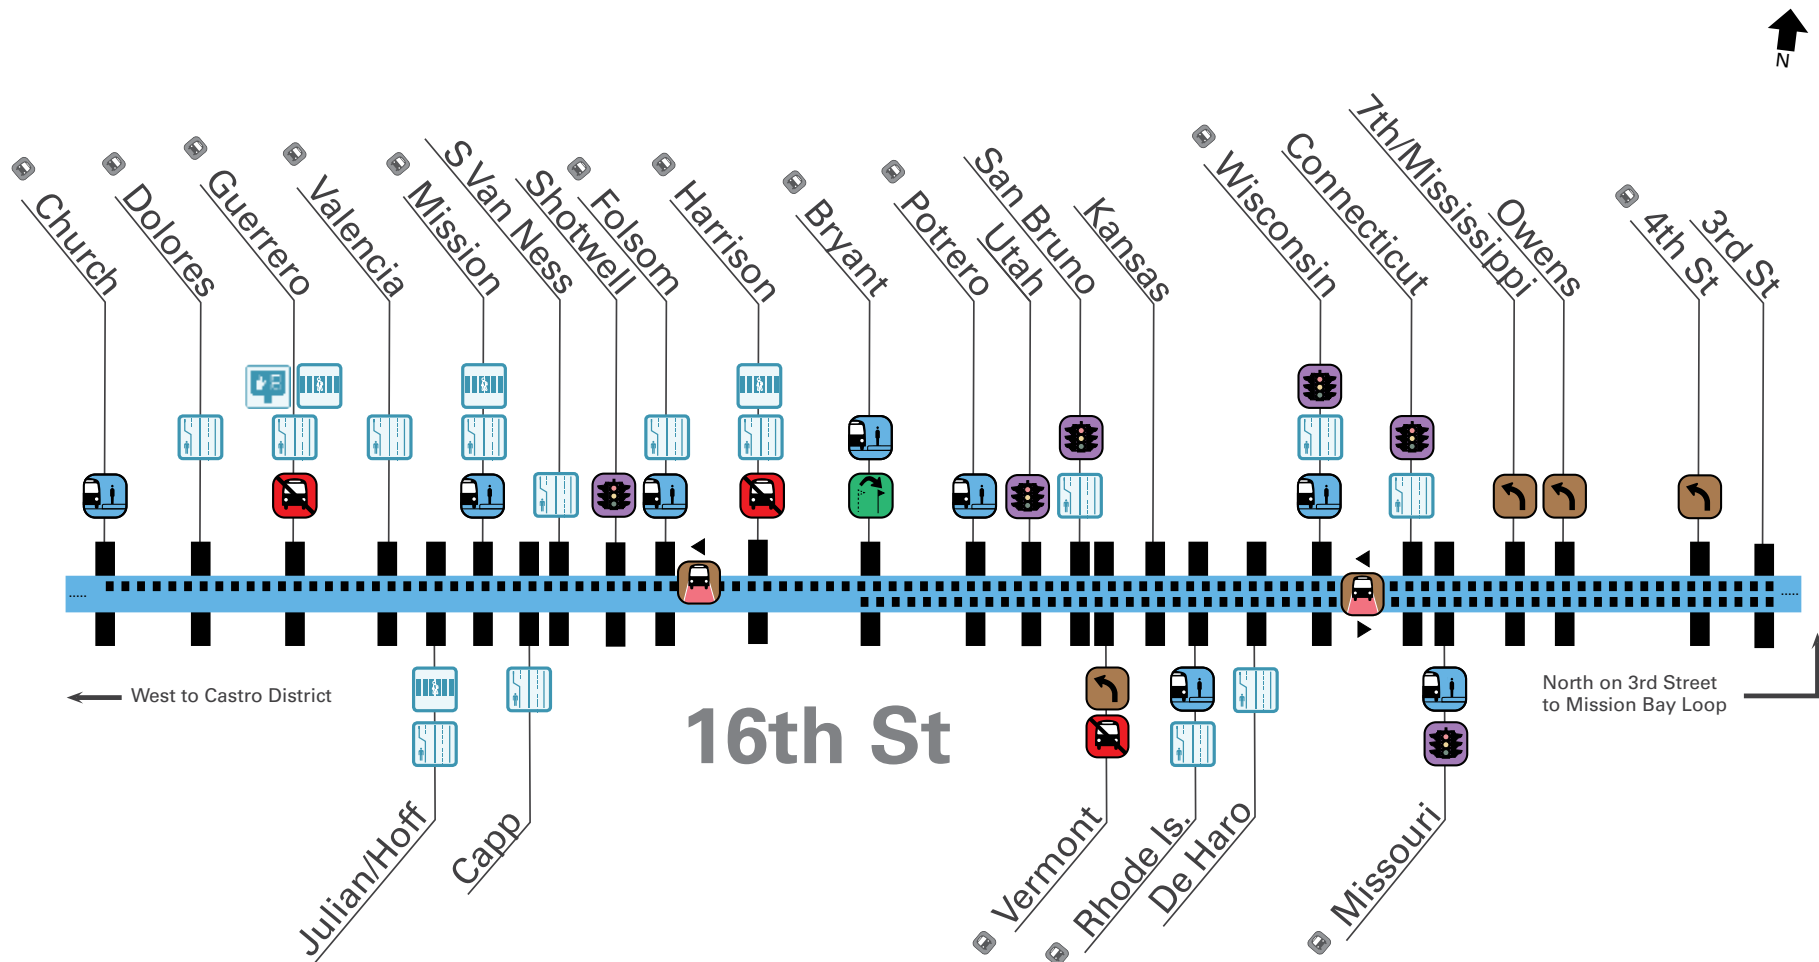 N
Church
Dolores
Guerrero
Valencia
Mission
S Van Ness
Shotwell
Folsom
Harrison
Bryant
Potrero
Utah
San Bruno
Kansas
Wisconsin
Connecticut
7th/Mississippi
Owens
4th St
3rd St
.....
.....
West to Castro District
16th St
North on 3rd Street
to Mission Bay Loop
Julian/Hoff
Capp
Vermont
Rhode Is.
De Haro
Missouri